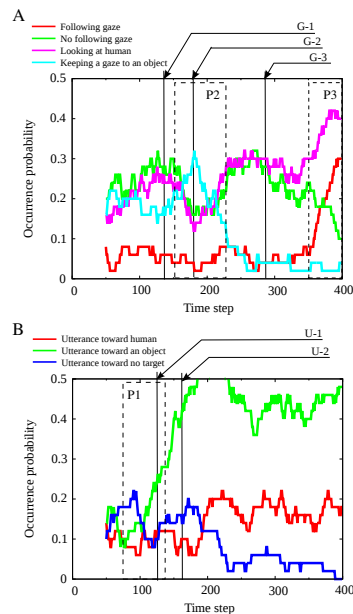 A
Following gaze
No following gaze
Looking at human
Keeping a gaze to an object
G-1
G-2
G-3
P2
P3
0.5
0.4
0.3
0.2
0.1
0
Occurrence probability
0 100 200 300 400
Time step
B
Utterance toward human
Utterance toward an object
Utterance toward no target
U-1
U-2
P1
0.5
0.4
0.3
0.2
0.1
0
Occurrence probability
0 100 200 300 400
Time step